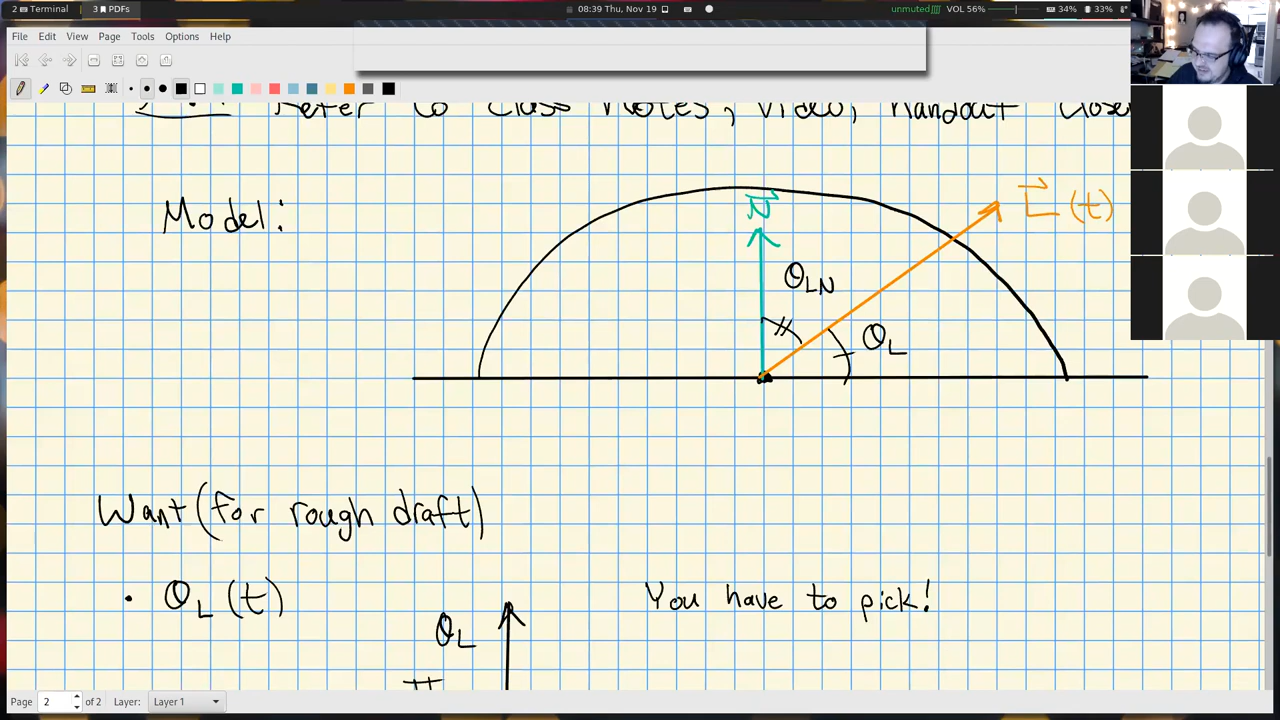 2 Terminal 3 PDFs 08:39 Thu, Nov 19 unmuted VOL 56% 34% 33%
File Edit View Page Tools Options Help
Refer to Class Notes, Video, Handout
Model:
N
L(t)
θLN
θL
Want (for rough draft)
• θL(t)
You have to pick!
θL
Page 2 of 2 Layer: Layer 1